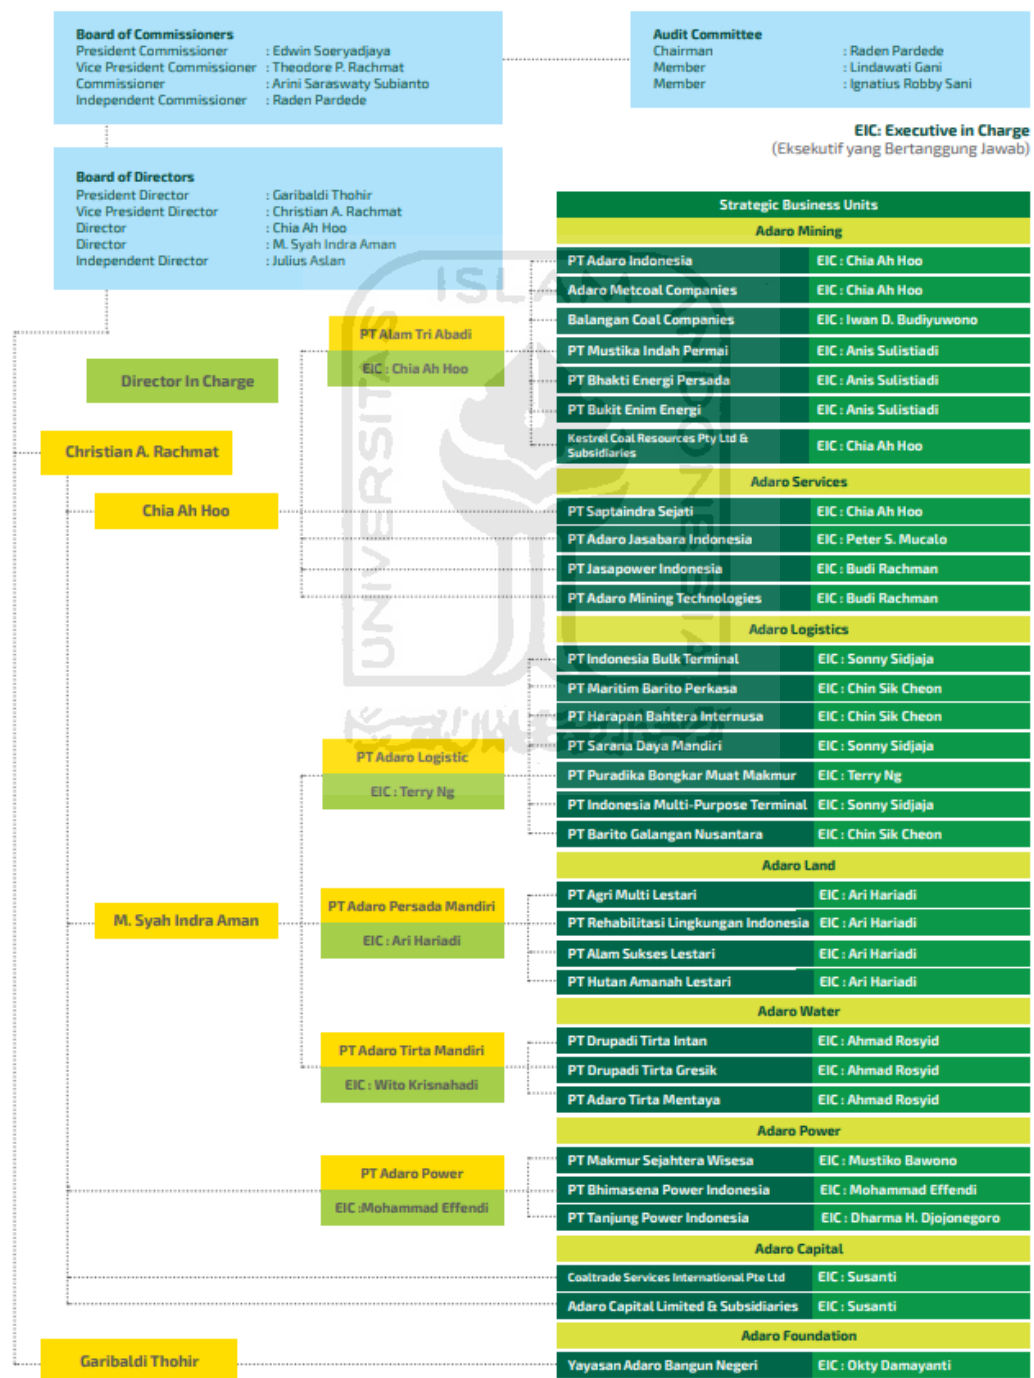 Board of Commissioners
President Commissioner : Edwin Soeryadjaya
Vice President Commissioner : Theodore P. Rachmat
Commissioner : Arini Saraswaty Subianto
Independent Commissioner : Raden Pardede
Audit Committee
Chairman : Raden Pardede
Member : Lindawati Gani
Member : Ignatius Robby Sani
EIC: Executive in Charge
(Eksekutif yang Bertanggung Jawab)
Board of Directors
President Director : Garibaldi Thohir
Vice President Director : Christian A. Rachmat
Director : Chia Ah Hoo
Director : M. Syah Indra Aman
Independent Director : Julius Aslan
Director In Charge
Christian A. Rachmat
Chia Ah Hoo
M. Syah Indra Aman
Garibaldi Thohir
PT Alam Tri Abadi
EIC : Chia Ah Hoo
PT Adaro Logistic
EIC : Terry Ng
PT Adaro Persada Mandiri
EIC : Ari Hariadi
PT Adaro Tirta Mandiri
EIC : Wito Krisnahadi
PT Adaro Power
EIC :Mohammad Effendi
Strategic Business Units
Adaro Mining
PT Adaro Indonesia EIC : Chia Ah Hoo
Adaro Metcoal Companies EIC : Chia Ah Hoo
Balangan Coal Companies EIC : Iwan D. Budiyuwono
PT Mustika Indah Permai EIC : Anis Sulistiadi
PT Bhakti Energi Persada EIC : Anis Sulistiadi
PT Bukit Enim Energi EIC : Anis Sulistiadi
Kestrel Coal Resources Pty Ltd &
Subsidiaries EIC : Chia Ah Hoo
Adaro Services
PT Saptaindra Sejati EIC : Chia Ah Hoo
PT Adaro Jasabara Indonesia EIC : Peter S. Mucalo
PT Jasapower Indonesia EIC : Budi Rachman
PT Adaro Mining Technologies EIC : Budi Rachman
Adaro Logistics
PT Indonesia Bulk Terminal EIC : Sonny Sidjaja
PT Maritim Barito Perkasa EIC : Chin Sik Cheon
PT Harapan Bahtera Internusa EIC : Chin Sik Cheon
PT Sarana Daya Mandiri EIC : Sonny Sidjaja
PT Puradika Bongkar Muat Makmur EIC : Terry Ng
PT Indonesia Multi-Purpose Terminal EIC : Sonny Sidjaja
PT Barito Galangan Nusantara EIC : Chin Sik Cheon
Adaro Land
PT Agri Multi Lestari EIC : Ari Hariadi
PT Rehabilitasi Lingkungan Indonesia EIC : Ari Hariadi
PT Alam Sukses Lestari EIC : Ari Hariadi
PT Hutan Amanah Lestari EIC : Ari Hariadi
Adaro Water
PT Drupadi Tirta Intan EIC : Ahmad Rosyid
PT Drupadi Tirta Gresik EIC : Ahmad Rosyid
PT Adaro Tirta Mentaya EIC : Ahmad Rosyid
Adaro Power
PT Makmur Sejahtera Wisesa EIC : Mustiko Bawono
PT Bhimasena Power Indonesia EIC : Mohammad Effendi
PT Tanjung Power Indonesia EIC : Dharma H. Djojonegoro
Adaro Capital
Coaltrade Services International Pte Ltd EIC : Susanti
Adaro Capital Limited & Subsidiaries EIC : Susanti
Adaro Foundation
Yayasan Adaro Bangun Negeri EIC : Okty Damayanti
UNIVERSITAS
ISLAM
INDONESIA